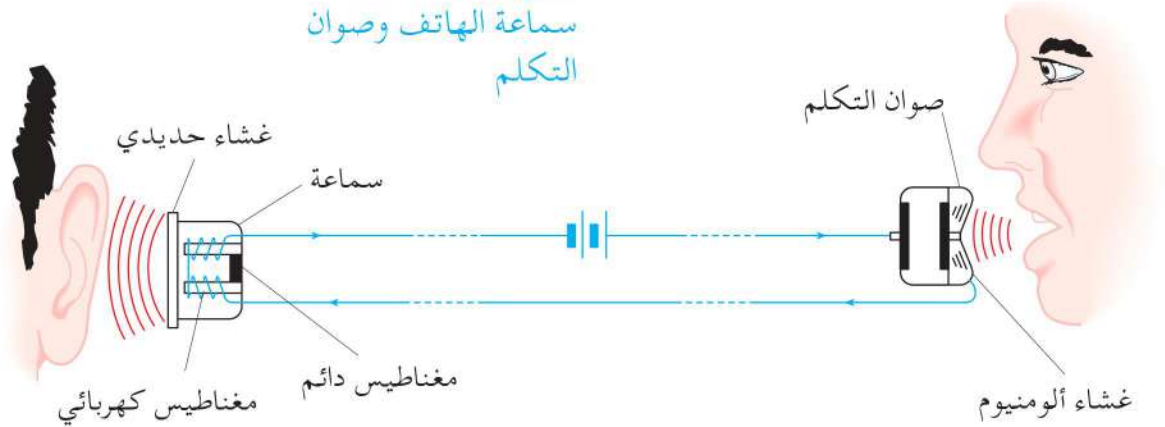 سماعة الهاتف وصوان
التكلم
صوان التكلم
غشاء حديدي
سماعة
مغناطيس دائم
مغناطيس كهربائي
غشاء ألومنيوم